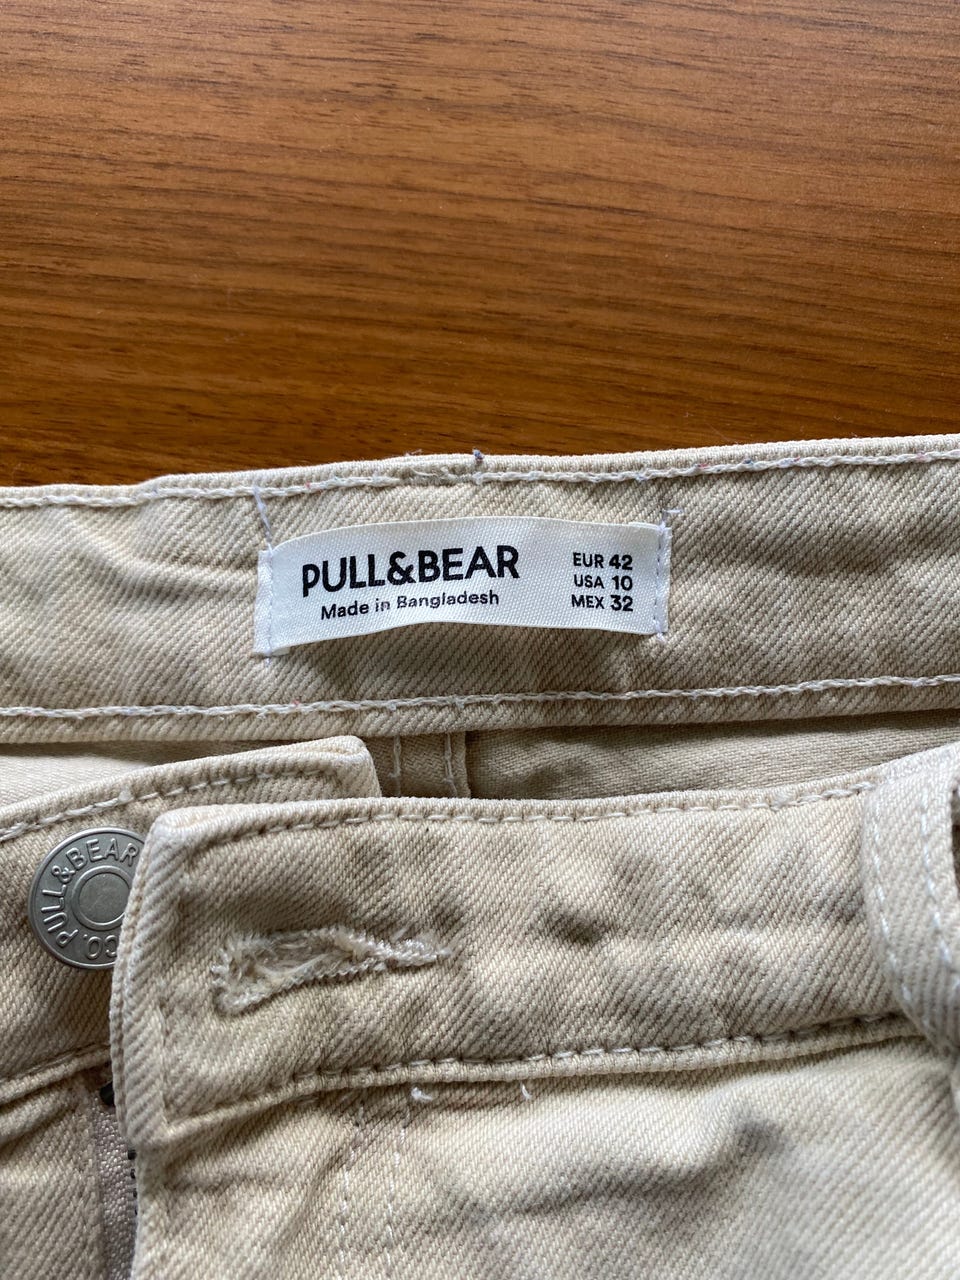 PULL&BEAR
Made in Bangladesh
EUR 42
USA 10
MEX 32
PULL&BEAR
CO.